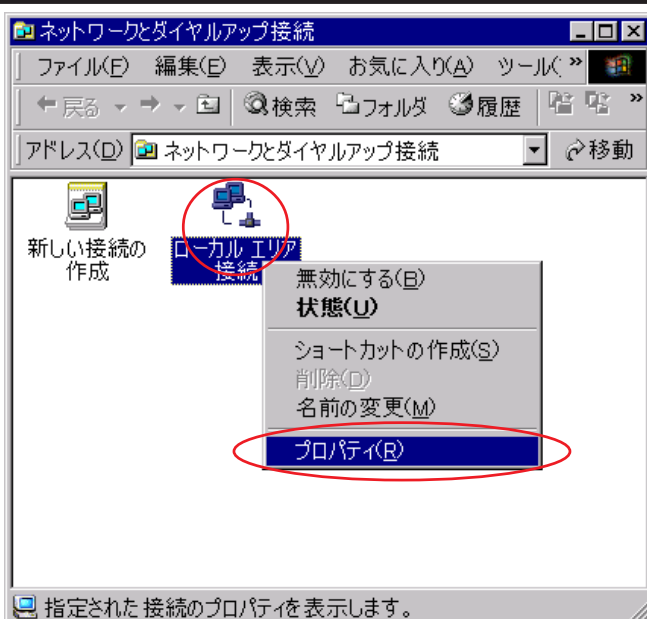 ネットワークとダイヤルアップ接続
ファイル(F) 編集(E) 表示(V) お気に入り(A) ツール( »
戻る 検索 フォルダ 履歴 »
アドレス(D) ネットワークとダイヤルアップ接続 移動
新しい接続の
作成
ローカル エリア
接続
無効にする(B)
状態(U)
ショートカットの作成(S)
削除(D)
名前の変更(M)
プロパティ(R)
指定された接続のプロパティを表示します。